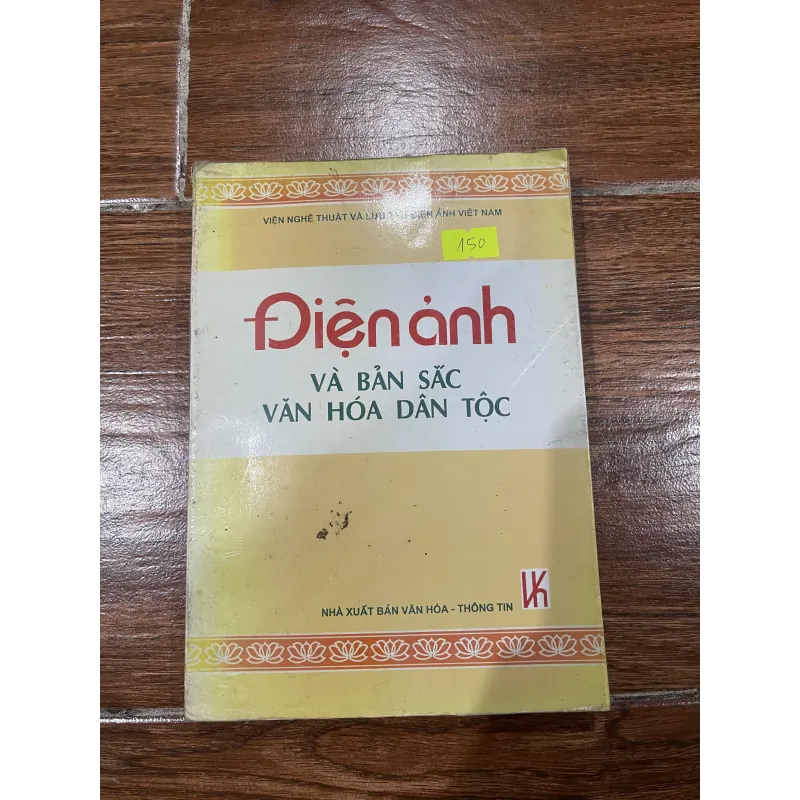 VIỆN NGHỆ THUẬT VÀ LƯU TRỮ ĐIỆN ẢNH VIỆT NAM
150
Điện ảnh
VÀ BẢN SẮC
VĂN HÓA DÂN TỘC
NHÀ XUẤT BẢN VĂN HÓA - THÔNG TIN